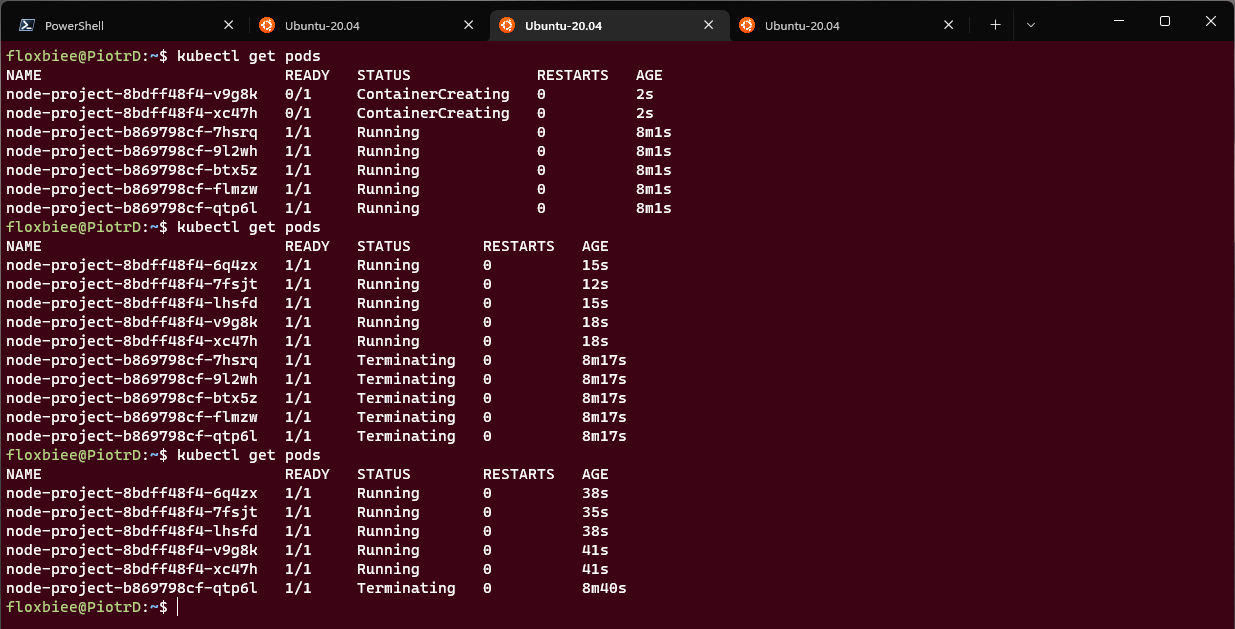 PowerShell
Ubuntu-20.04
Ubuntu-20.04
Ubuntu-20.04
floxbiee@PiotrD:~$ kubectl get pods
NAME READY STATUS RESTARTS AGE
node-project-8bdff48f4-v9g8k 0/1 ContainerCreating 0 2s
node-project-8bdff48f4-xc47h 0/1 ContainerCreating 0 2s
node-project-b869798cf-7hsrq 1/1 Running 0 8m1s
node-project-b869798cf-9l2wh 1/1 Running 0 8m1s
node-project-b869798cf-btx5z 1/1 Running 0 8m1s
node-project-b869798cf-flmzw 1/1 Running 0 8m1s
node-project-b869798cf-qtp6l 1/1 Running 0 8m1s
floxbiee@PiotrD:~$ kubectl get pods
NAME READY STATUS RESTARTS AGE
node-project-8bdff48f4-6q4zx 1/1 Running 0 15s
node-project-8bdff48f4-7fsjt 1/1 Running 0 12s
node-project-8bdff48f4-lhsfd 1/1 Running 0 15s
node-project-8bdff48f4-v9g8k 1/1 Running 0 18s
node-project-8bdff48f4-xc47h 1/1 Running 0 18s
node-project-b869798cf-7hsrq 1/1 Terminating 0 8m17s
node-project-b869798cf-9l2wh 1/1 Terminating 0 8m17s
node-project-b869798cf-btx5z 1/1 Terminating 0 8m17s
node-project-b869798cf-flmzw 1/1 Terminating 0 8m17s
node-project-b869798cf-qtp6l 1/1 Terminating 0 8m17s
floxbiee@PiotrD:~$ kubectl get pods
NAME READY STATUS RESTARTS AGE
node-project-8bdff48f4-6q4zx 1/1 Running 0 38s
node-project-8bdff48f4-7fsjt 1/1 Running 0 35s
node-project-8bdff48f4-lhsfd 1/1 Running 0 38s
node-project-8bdff48f4-v9g8k 1/1 Running 0 41s
node-project-8bdff48f4-xc47h 1/1 Running 0 41s
node-project-b869798cf-qtp6l 1/1 Terminating 0 8m40s
floxbiee@PiotrD:~$